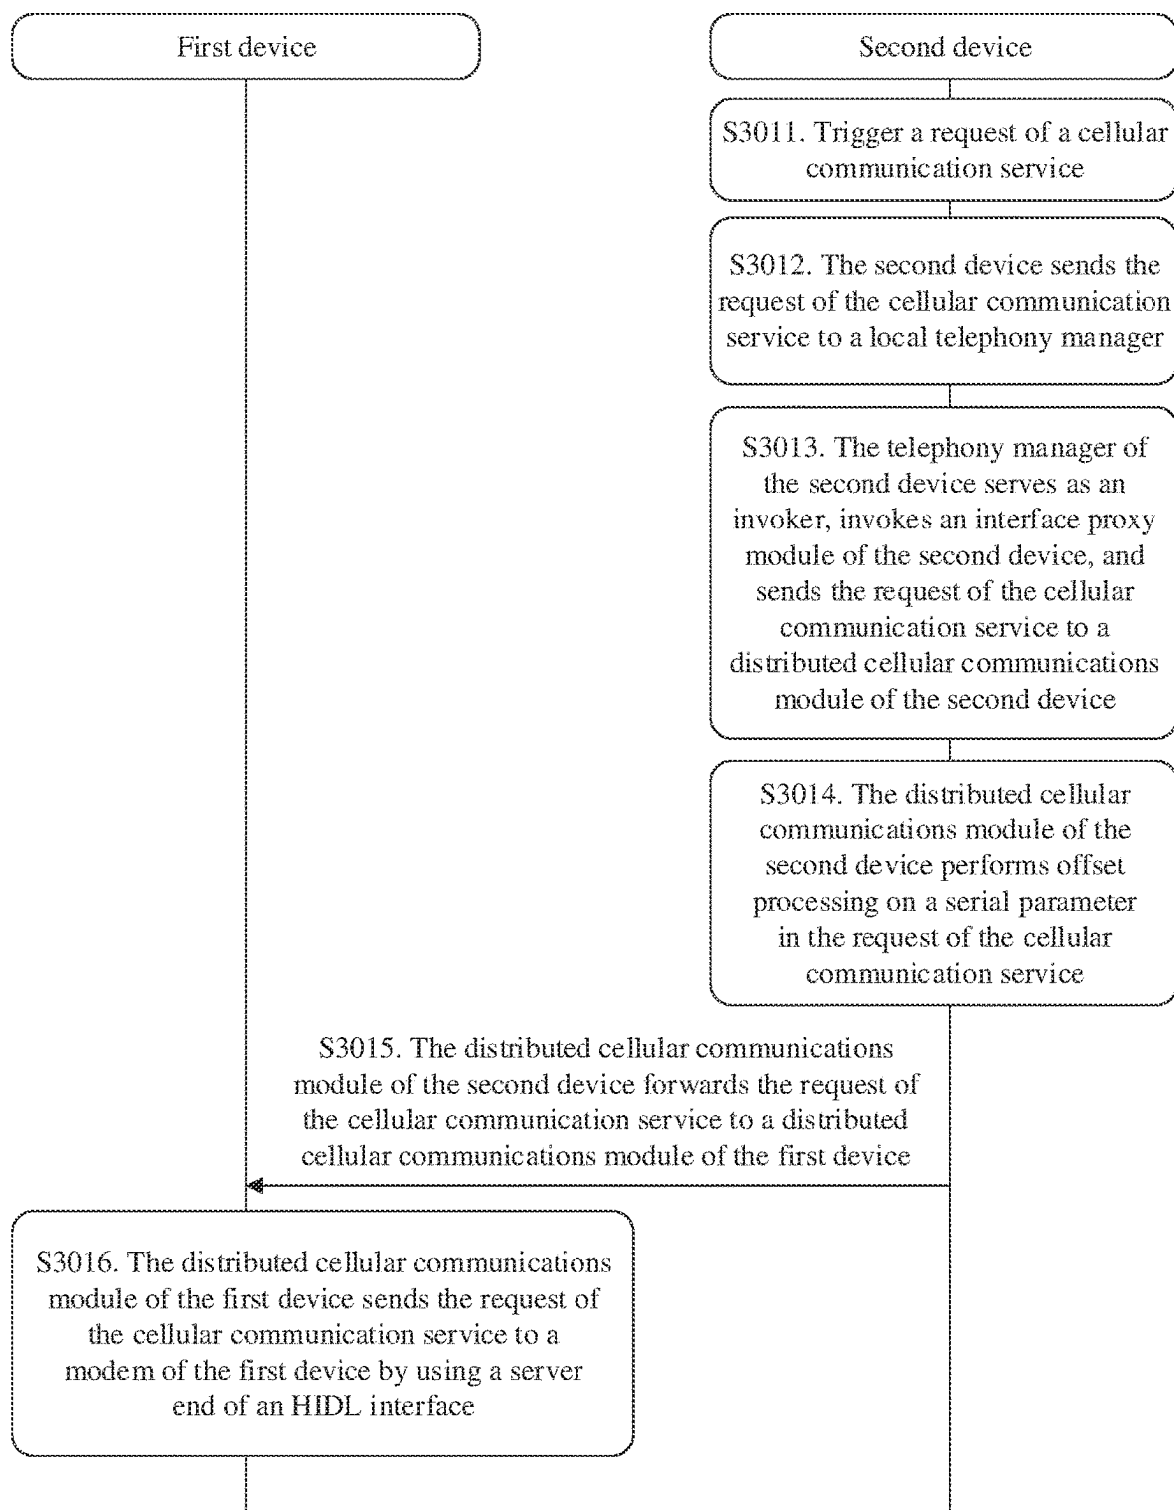 First device
Second device
S3011. Trigger a request of a cellular
communication service
S3012. The second device sends the
request of the cellular communication
service to a local telephony manager
S3013. The telephony manager of
the second device serves as an
invoker, invokes an interface proxy
module of the second device, and
sends the request of the cellular
communication service to a
distributed cellular communications
module of the second device
S3014. The distributed cellular
communications module of the
second device performs offset
processing on a serial parameter
in the request of the cellular
communication service
S3015. The distributed cellular communications
module of the second device forwards the request of
the cellular communication service to a distributed
cellular communications module of the first device
S3016. The distributed cellular communications
module of the first device sends the request of
the cellular communication service to a
modem of the first device by using a server
end of an HIDL interface